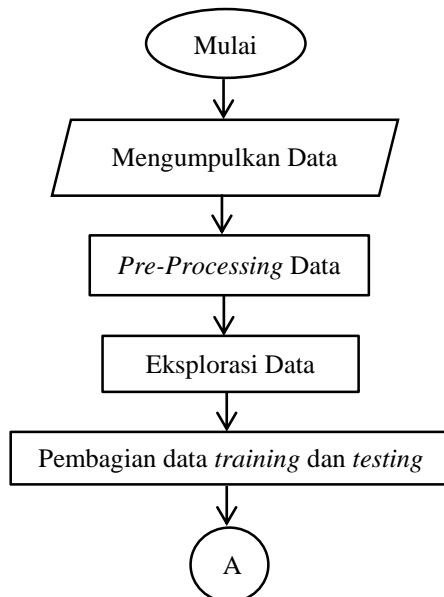 Mulai
Mengumpulkan Data
Pre-Processing Data
Eksplorasi Data
Pembagian data training dan testing
A